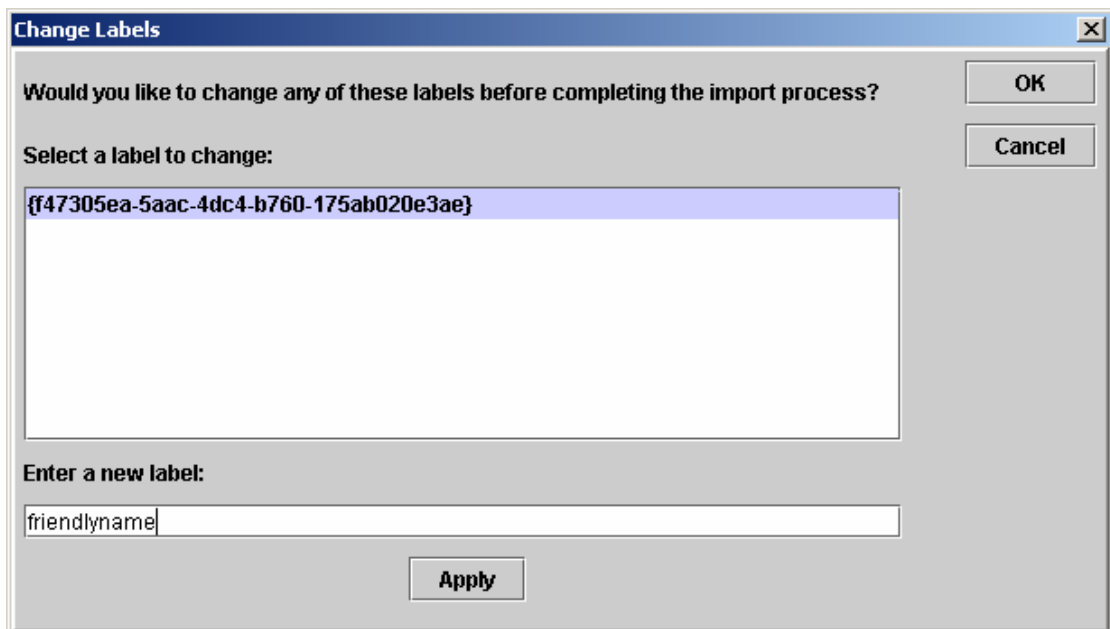 Change Labels
Would you like to change any of these labels before completing the import process?
OK
Cancel
Select a label to change:
{f47305ea-5aac-4dc4-b760-175ab020e3ae}
Enter a new label:
friendlyname
Apply